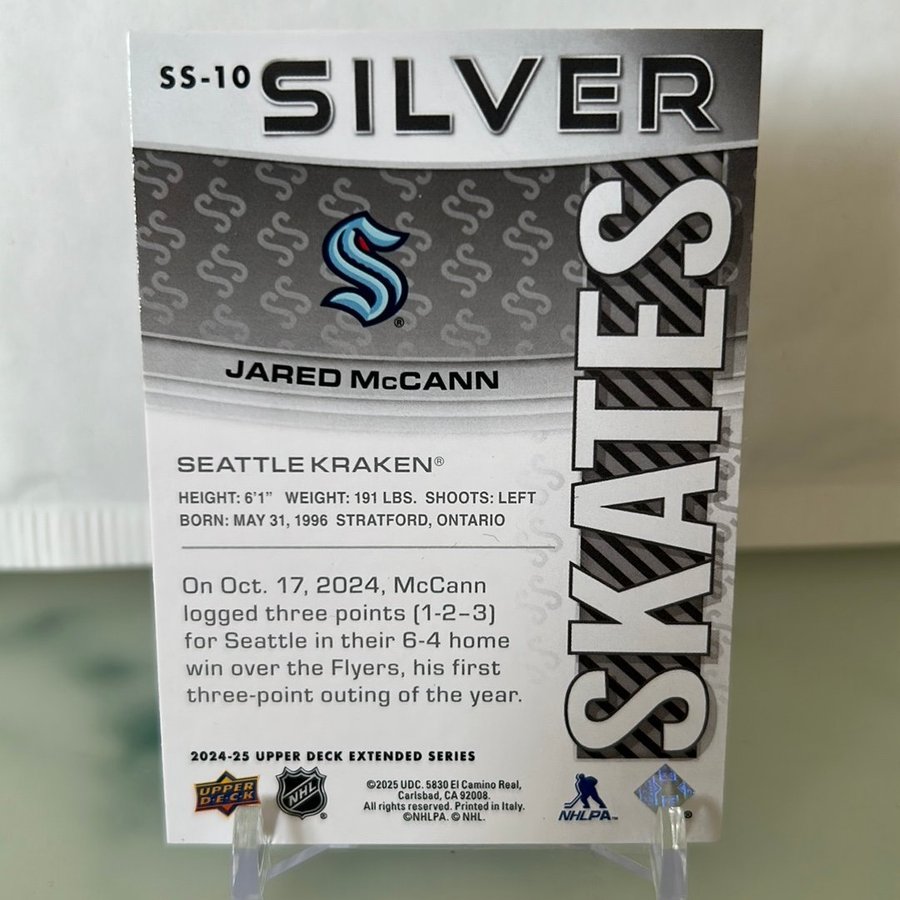 SS-10 SILVER
SKATES
JARED McCANN
SEATTLE KRAKEN®
HEIGHT: 6'1" WEIGHT: 191 LBS. SHOOTS: LEFT
BORN: MAY 31, 1996 STRATFORD, ONTARIO
On Oct. 17, 2024, McCann
logged three points (1-2–3)
for Seattle in their 6-4 home
win over the Flyers, his first
three-point outing of the year.
2024-25 UPPER DECK EXTENDED SERIES
UPPER DECK
NHL
©2025 UDC. 5830 El Camino Real,
Carlsbad, CA 92008.
All rights reserved. Printed in Italy.
©NHLPA. © NHL.
NHLPA™